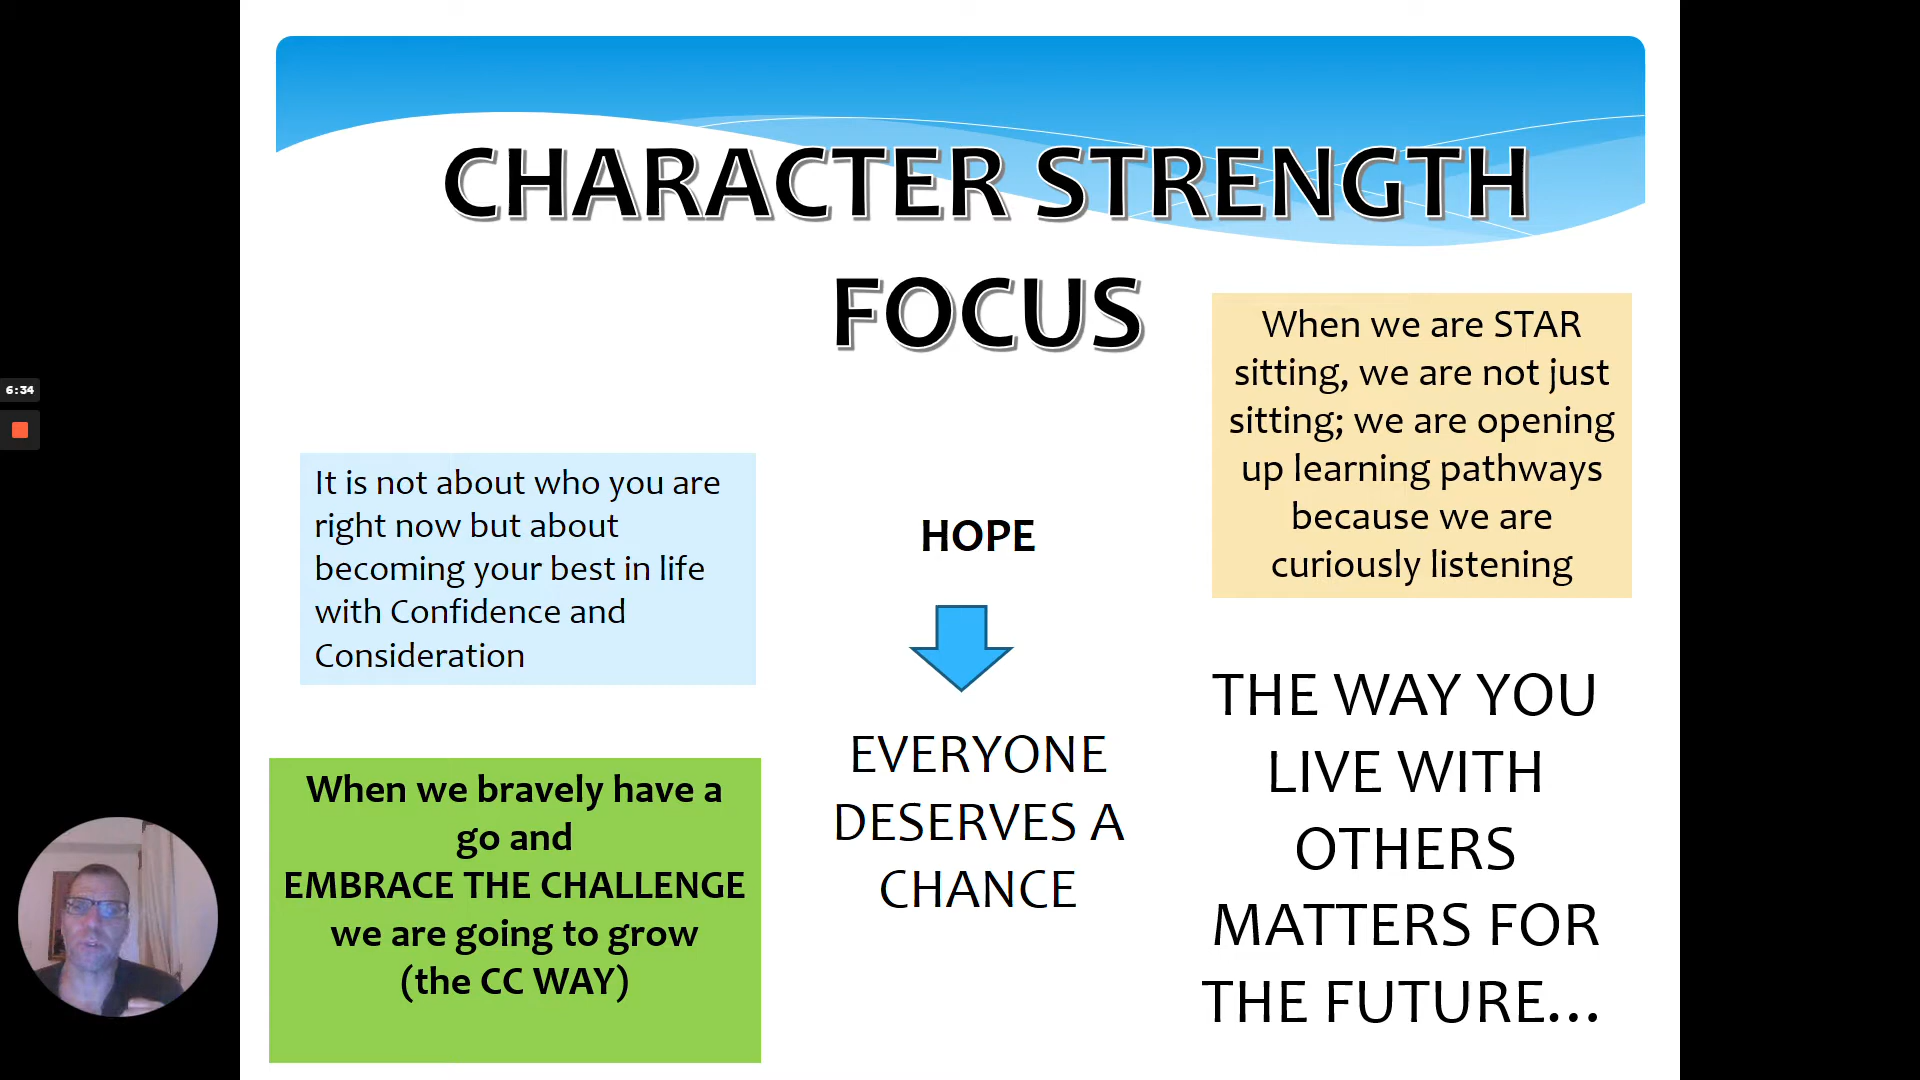 CHARACTER STRENGTH
FOCUS
When we are STAR
sitting, we are not just
sitting; we are opening
up learning pathways
because we are
curiously listening
6:34
It is not about who you are
right now but about
becoming your best in life
with Confidence and
Consideration
HOPE
EVERYONE
DESERVES A
CHANCE
THE WAY YOU
LIVE WITH
OTHERS
MATTERS FOR
THE FUTURE...
When we bravely have a
go and
EMBRACE THE CHALLENGE
we are going to grow
(the CC WAY)